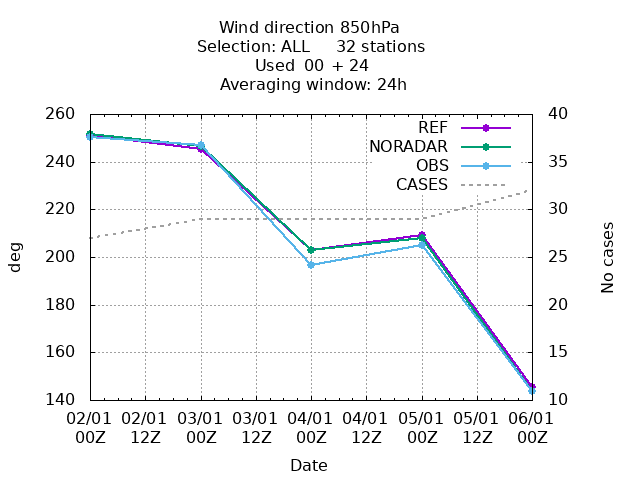 Wind direction 850hPa
Selection: ALL     32 stations
Used  00 + 24
Averaging window: 24h
260
240
220
200
180
160
140
40
35
30
25
20
15
10
REF
NORADAR
OBS
CASES
deg
No cases
02/01 02/01 03/01 03/01 04/01 04/01 05/01 05/01 06/01
00Z 12Z 00Z 12Z 00Z 12Z 00Z 12Z 00Z
Date